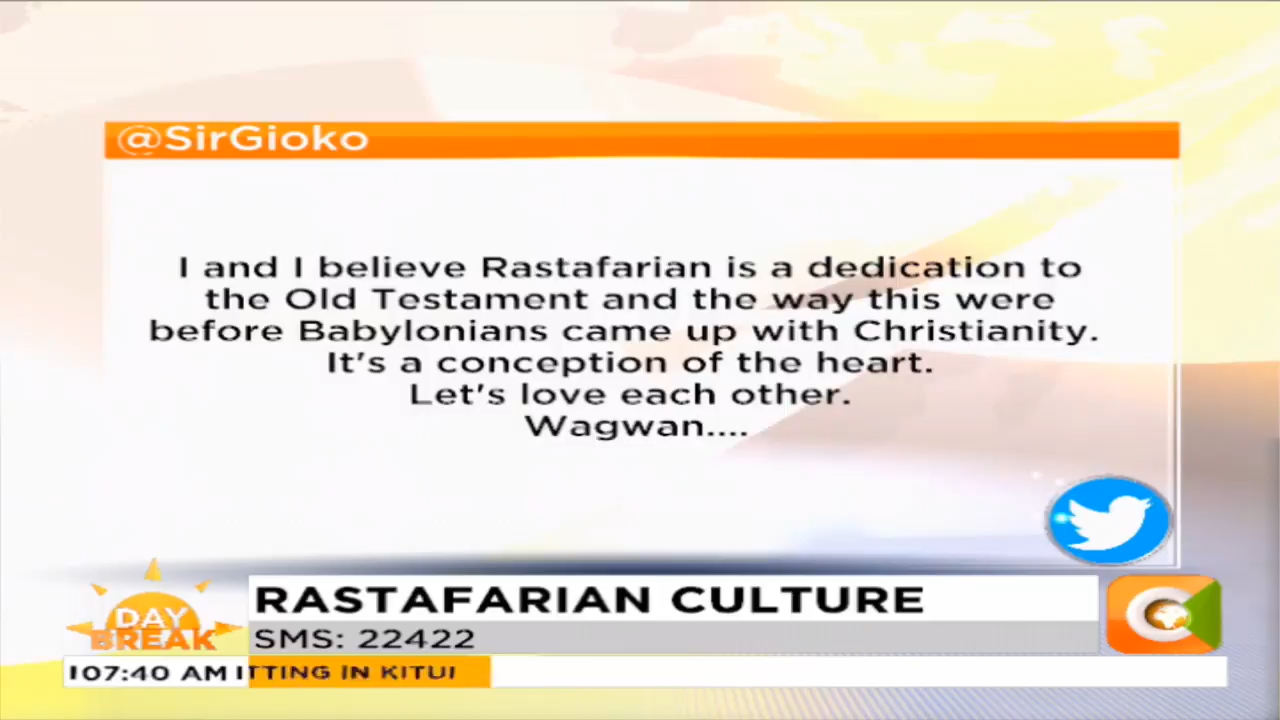 @SirGioko
I and I believe Rastafarian is a dedication to
the Old Testament and the way this were
before Babylonians came up with Christianity.
It's a conception of the heart.
Let's love each other.
Wagwan....
DAY
BREAK
RASTAFARIAN CULTURE
SMS: 22422
07:40 AM ITTING IN KITUI